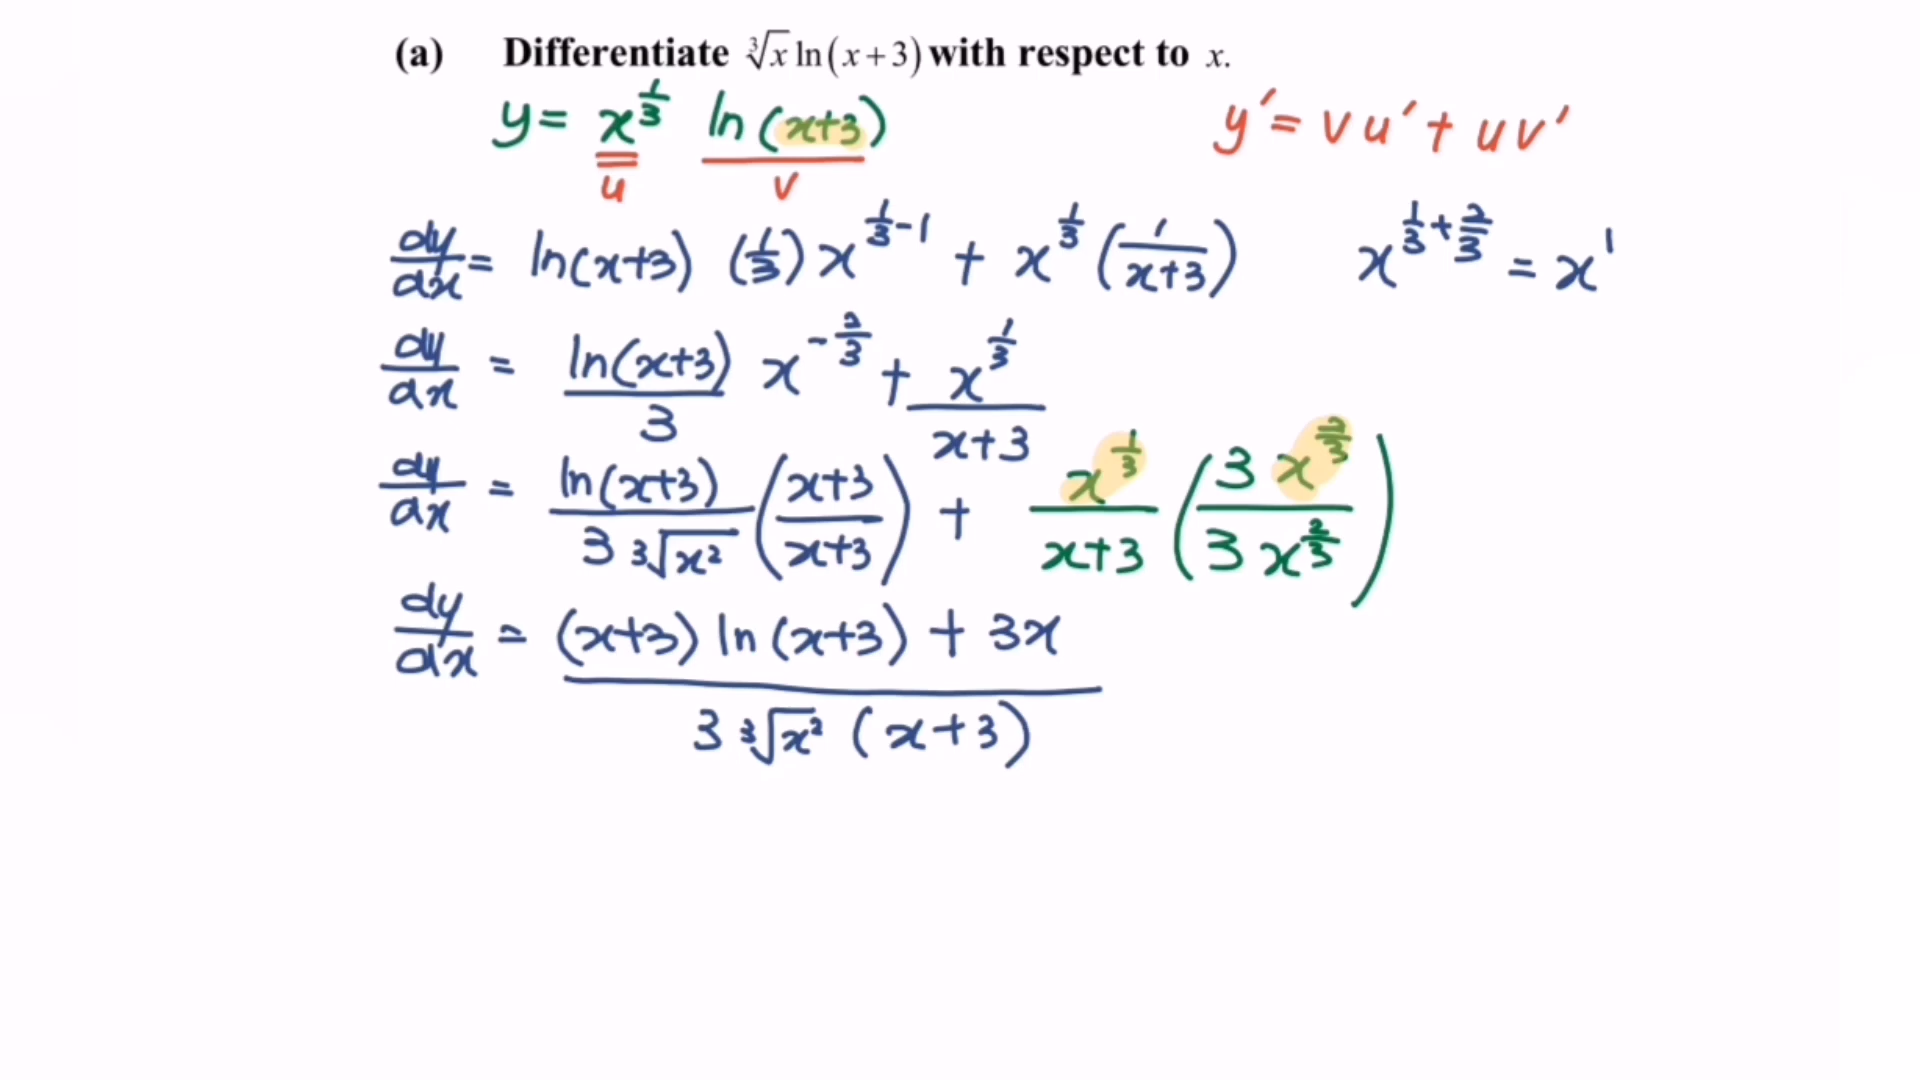 (a) Differentiate ∛x ln(x+3) with respect to x.
y = x^(1/3) ln(x+3) y′ = vu′ + uv′
u v
dy/dx = ln(x+3) (1/3) x^(1/3 - 1) + x^(1/3) (1/(x+3)) x^(1/3 + 2/3) = x^1
dy/dx = ln(x+3)/3 x^(-2/3) + x^(1/3)/(x+3)
dy/dx = ln(x+3)/(3 ∛x²) ((x+3)/(x+3)) + x^(1/3)/(x+3) (3x^(2/3)/3x^(2/3))
dy/dx = ((x+3) ln(x+3) + 3x)/(3 ∛x² (x+3))